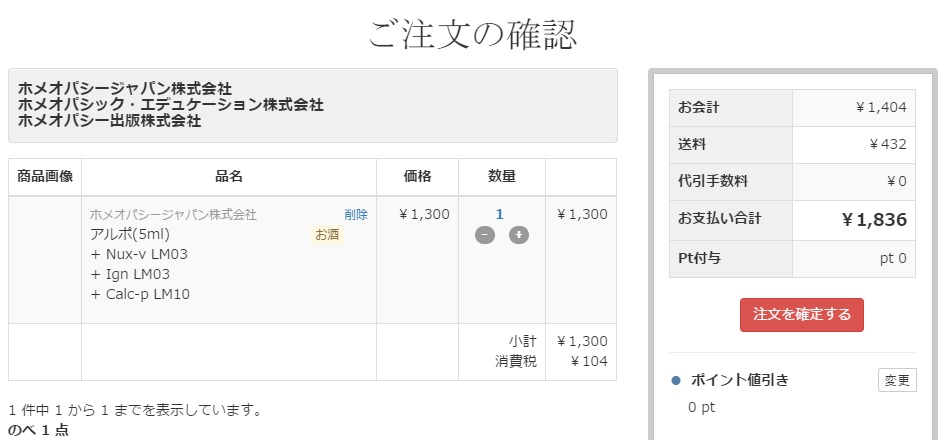 ご注文の確認
ホメオパシージャパン株式会社
ホメオパシック・エデュケーション株式会社
ホメオパシー出版株式会社
商品画像 品名 価格 数量
ホメオパシージャパン株式会社 削除 ¥1,300 1 ¥1,300
アルポ(5ml) お酒
+ Nux-v LM03
+ Ign LM03
+ Calc-p LM10
小計 ¥1,300
消費税 ¥104
1 件中 1 から 1 までを表示しています。
のべ 1 点
お会計 ¥1,404
送料 ¥432
代引手数料 ¥0
お支払い合計 ¥1,836
Pt付与 pt 0
注文を確定する
ポイント値引き 変更
0 pt